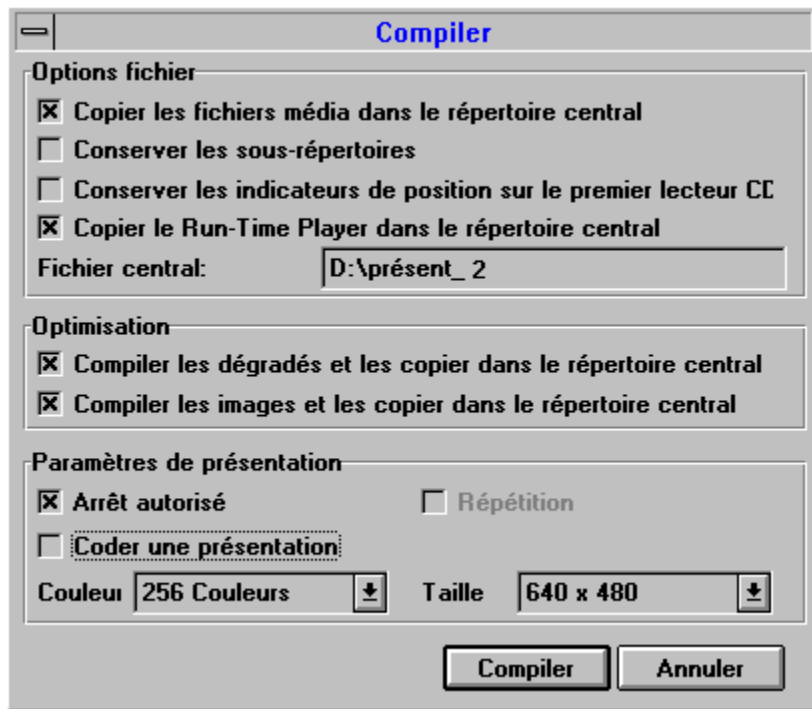 Compiler
Options fichier
Copier les fichiers média dans le répertoire central
Conserver les sous-répertoires
Conserver les indicateurs de position sur le premier lecteur CD
Copier le Run-Time Player dans le répertoire central
Fichier central: D:\présent_ 2
Optimisation
Compiler les dégradés et les copier dans le répertoire central
Compiler les images et les copier dans le répertoire central
Paramètres de présentation
Arrêt autorisé Répétition
Coder une présentation
Couleur 256 Couleurs Taille 640 x 480
Compiler Annuler